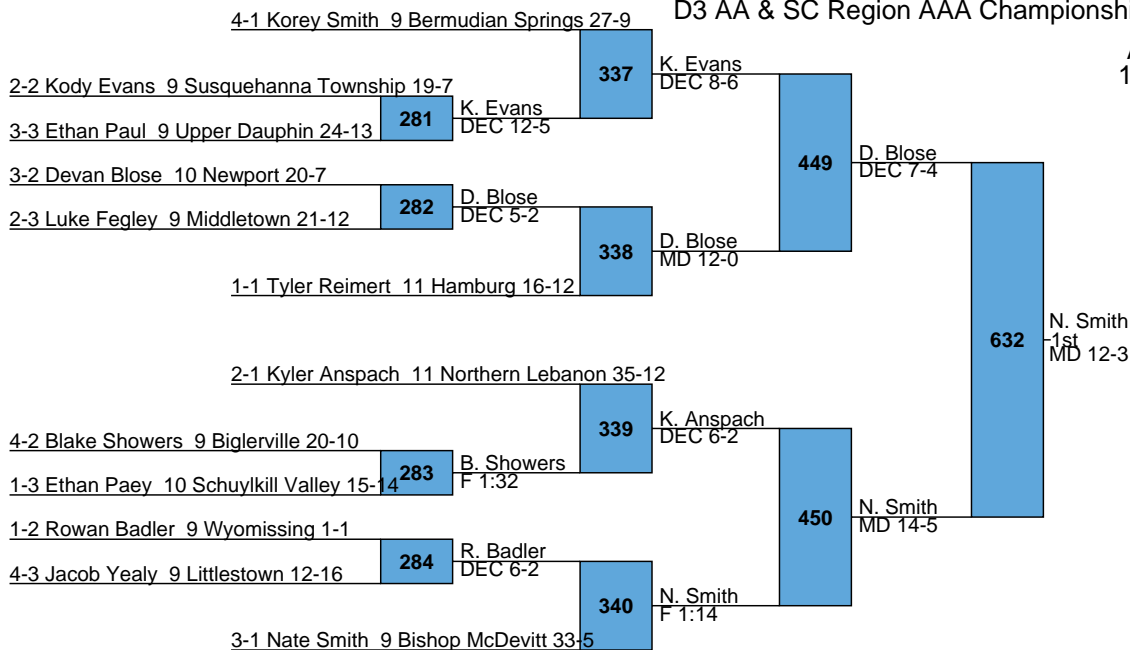 D3 AA & SC Region AAA Championshi
4-1 Korey Smith 9 Bermudian Springs 27-9
1
337
K. Evans
DEC 8-6
2-2 Kody Evans 9 Susquehanna Township 19-7
281
K. Evans
DEC 12-5
3-3 Ethan Paul 9 Upper Dauphin 24-13
449
D. Blose
DEC 7-4
3-2 Devan Blose 10 Newport 20-7
282
D. Blose
DEC 5-2
2-3 Luke Fegley 9 Middletown 21-12
338
D. Blose
MD 12-0
1-1 Tyler Reimert 11 Hamburg 16-12
632
N. Smith
1st
MD 12-3
2-1 Kyler Anspach 11 Northern Lebanon 35-12
339
K. Anspach
DEC 6-2
4-2 Blake Showers 9 Biglerville 20-10
283
B. Showers
F 1:32
1-3 Ethan Paey 10 Schuylkill Valley 15-14
450
N. Smith
MD 14-5
1-2 Rowan Badler 9 Wyomissing 1-1
284
R. Badler
DEC 6-2
4-3 Jacob Yealy 9 Littlestown 12-16
340
N. Smith
F 1:14
3-1 Nate Smith 9 Bishop McDevitt 33-5